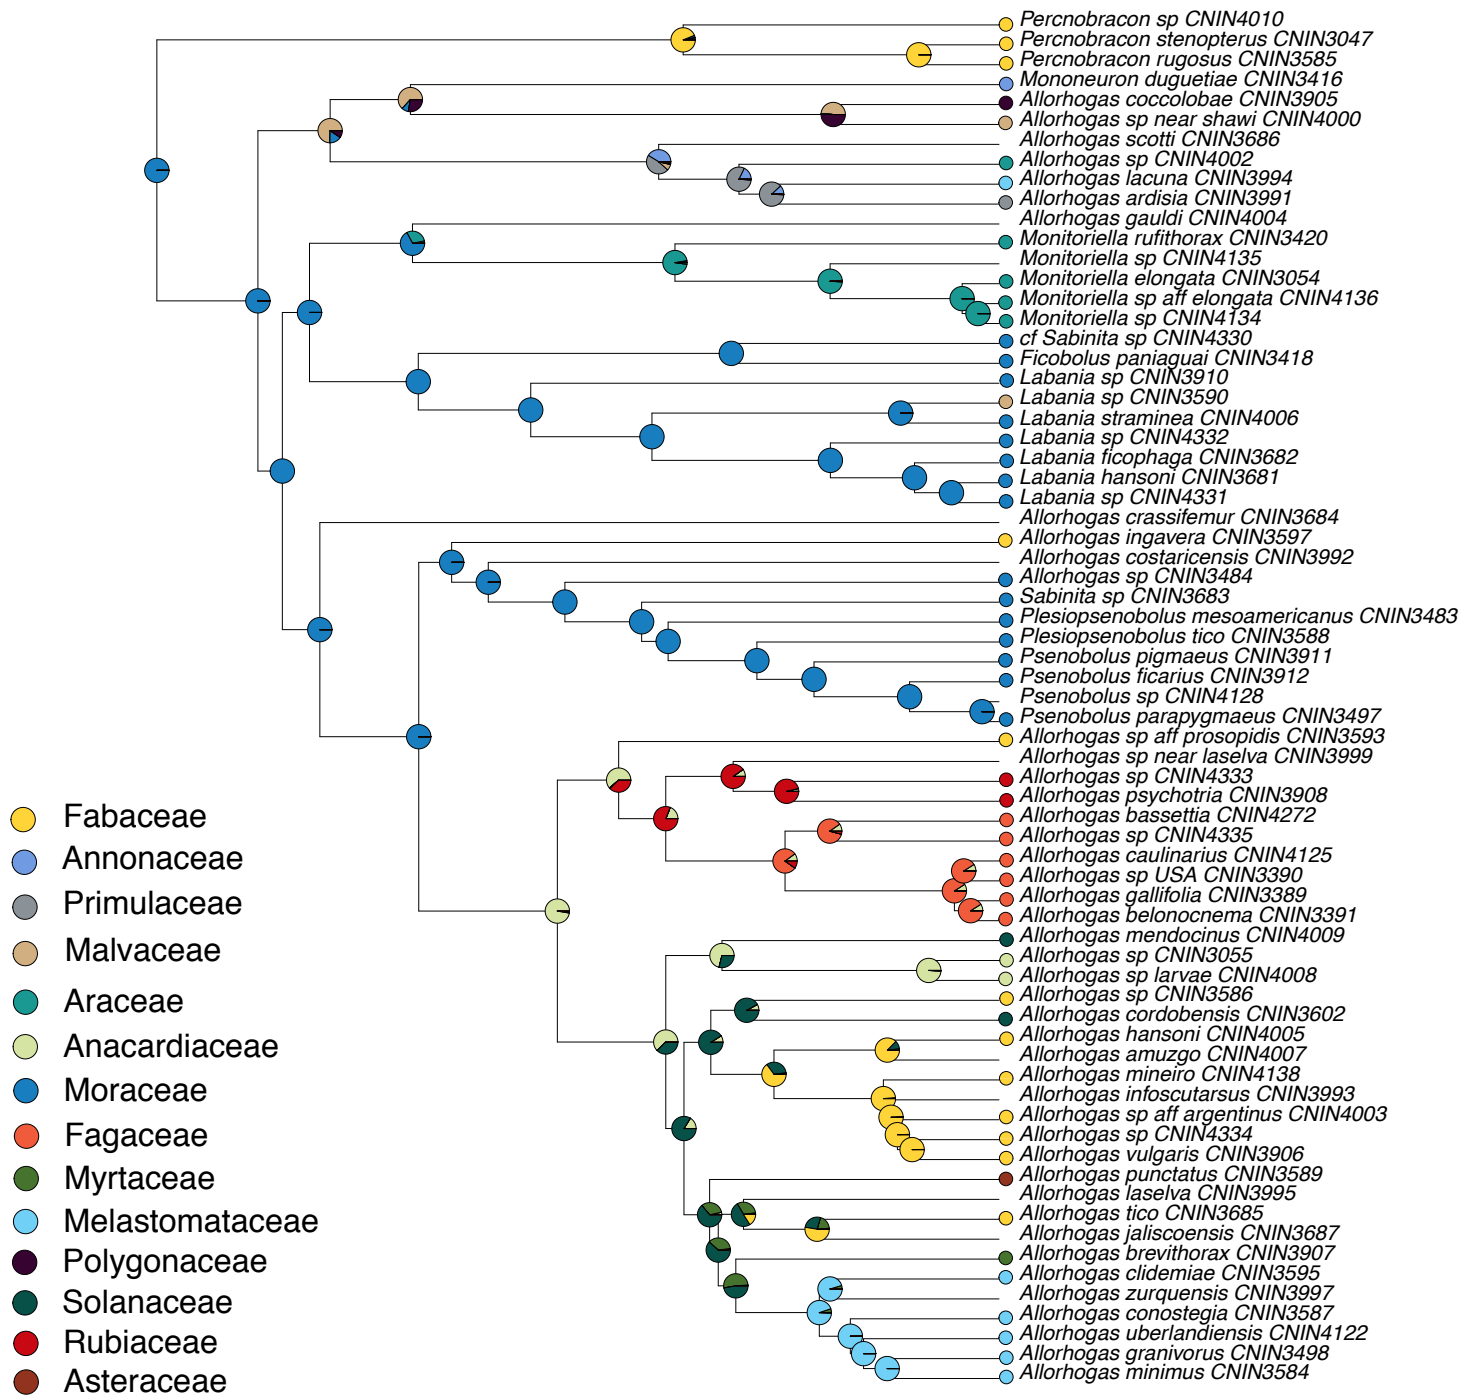 Percnobracon sp CNIN4010
Percnobracon stenopterus CNIN3047
Percnobracon rugosus CNIN3585
Mononeuron duguetiae CNIN3416
Allorhogas coccolobae CNIN3905
Allorhogas sp near shawi CNIN4000
Allorhogas scotti CNIN3686
Allorhogas sp CNIN4002
Allorhogas lacuna CNIN3994
Allorhogas ardisia CNIN3991
Allorhogas gauldi CNIN4004
Monitoriella rufithorax CNIN3420
Monitoriella sp CNIN4135
Monitoriella elongata CNIN3054
Monitoriella sp aff elongata CNIN4136
Monitoriella sp CNIN4134
cf Sabinita sp CNIN4330
Ficobolus paniaguai CNIN3418
Labania sp CNIN3910
Labania sp CNIN3590
Labania straminea CNIN4006
Labania sp CNIN4332
Labania ficophaga CNIN3682
Labania hansoni CNIN3681
Labania sp CNIN4331
Allorhogas crassifemur CNIN3684
Allorhogas ingavera CNIN3597
Allorhogas costaricensis CNIN3992
Allorhogas sp CNIN3484
Sabinita sp CNIN3683
Plesiopsenobolus mesoamericanus CNIN3483
Plesiopsenobolus tico CNIN3588
Psenobolus pigmaeus CNIN3911
Psenobolus ficarius CNIN3912
Psenobolus sp CNIN4128
Psenobolus parapygmaeus CNIN3497
Allorhogas sp aff prosopidis CNIN3593
Allorhogas sp near laselva CNIN3999
Allorhogas sp CNIN4333
Allorhogas psychotria CNIN3908
Allorhogas bassettia CNIN4272
Allorhogas sp CNIN4335
Allorhogas caulinarius CNIN4125
Allorhogas sp USA CNIN3390
Allorhogas gallifolia CNIN3389
Allorhogas belonocnema CNIN3391
Allorhogas mendocinus CNIN4009
Allorhogas sp CNIN3055
Allorhogas sp larvae CNIN4008
Allorhogas sp CNIN3586
Allorhogas cordobensis CNIN3602
Allorhogas hansoni CNIN4005
Allorhogas amuzgo CNIN4007
Allorhogas mineiro CNIN4138
Allorhogas infoscutarsus CNIN3993
Allorhogas sp aff argentinus CNIN4003
Allorhogas sp CNIN4334
Allorhogas vulgaris CNIN3906
Allorhogas punctatus CNIN3589
Allorhogas laselva CNIN3995
Allorhogas tico CNIN3685
Allorhogas jaliscoensis CNIN3687
Allorhogas brevithorax CNIN3907
Allorhogas clidemiae CNIN3595
Allorhogas zurquensis CNIN3997
Allorhogas conostegia CNIN3587
Allorhogas uberlandiensis CNIN4122
Allorhogas granivorus CNIN3498
Allorhogas minimus CNIN3584
Fabaceae
Annonaceae
Primulaceae
Malvaceae
Araceae
Anacardiaceae
Moraceae
Fagaceae
Myrtaceae
Melastomataceae
Polygonaceae
Solanaceae
Rubiaceae
Asteraceae